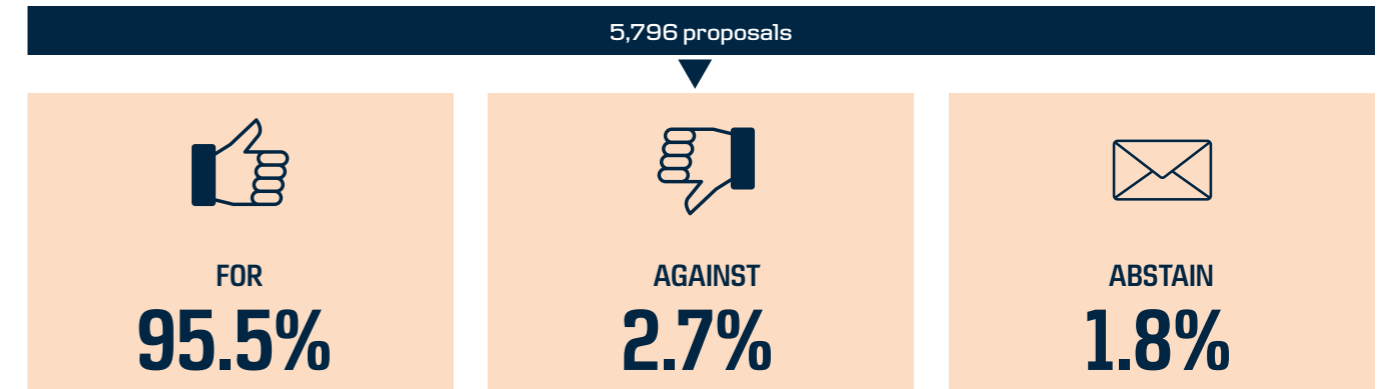 5,796 proposals
FOR
95.5%
AGAINST
2.7%
ABSTAIN
1.8%